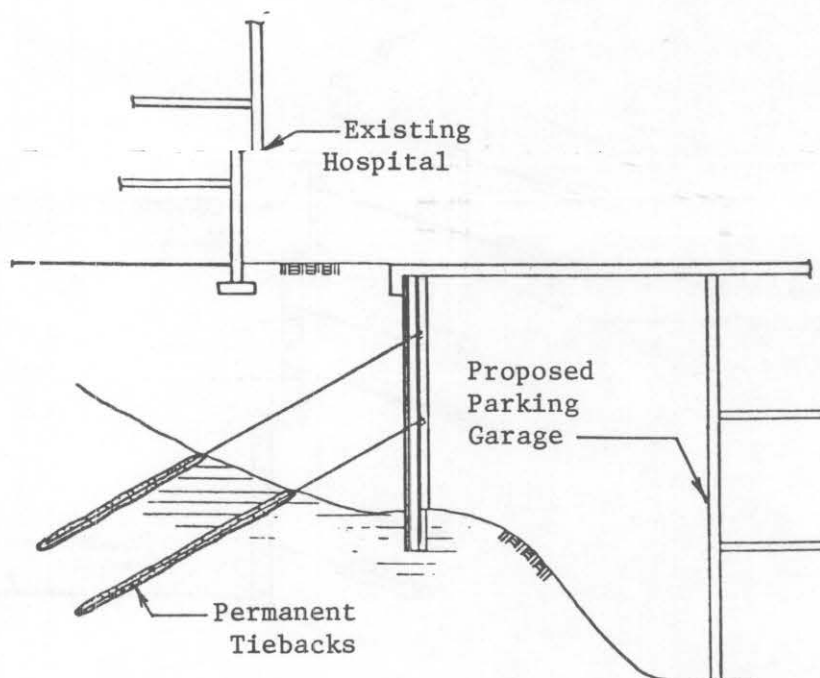 Existing
Hospital
Proposed
Parking
Garage
Permanent
Tiebacks